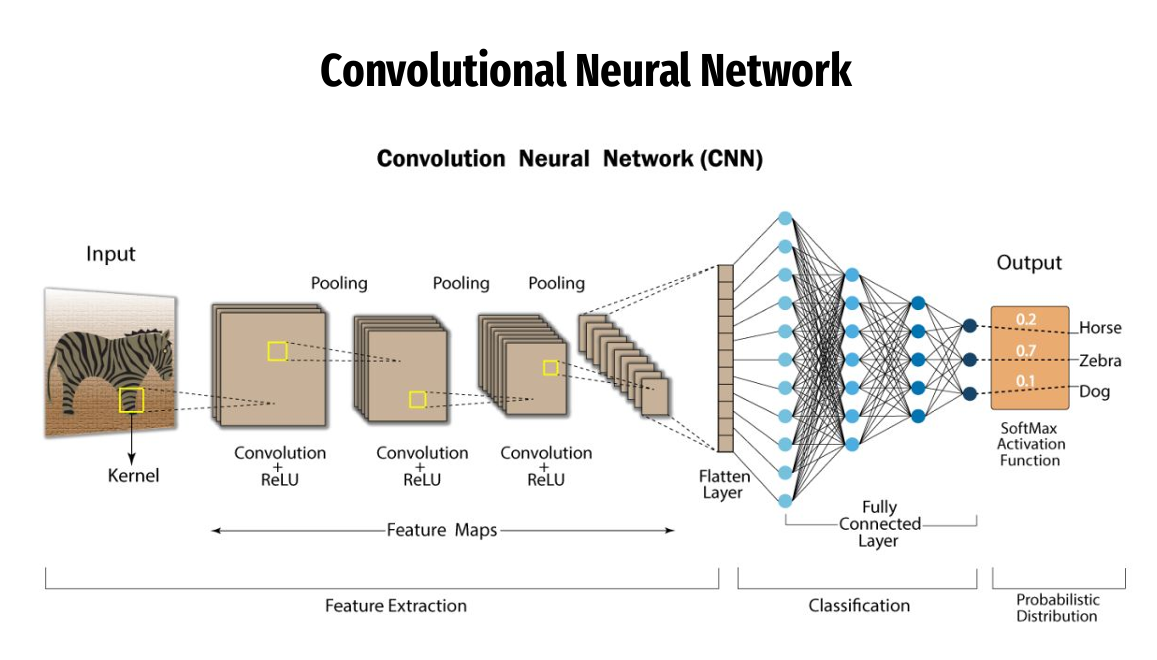 Convolutional Neural Network
Convolution Neural Network (CNN)
Input
Pooling
Pooling
Pooling
Output
0.2
Horse
0.7
Zebra
0.1
Dog
Kernel
Convolution
+
ReLU
Convolution
+
ReLU
Convolution
+
ReLU
Flatten
Layer
SoftMax
Activation
Function
Feature Maps
Fully
Connected
Layer
Feature Extraction
Classification
Probabilistic
Distribution